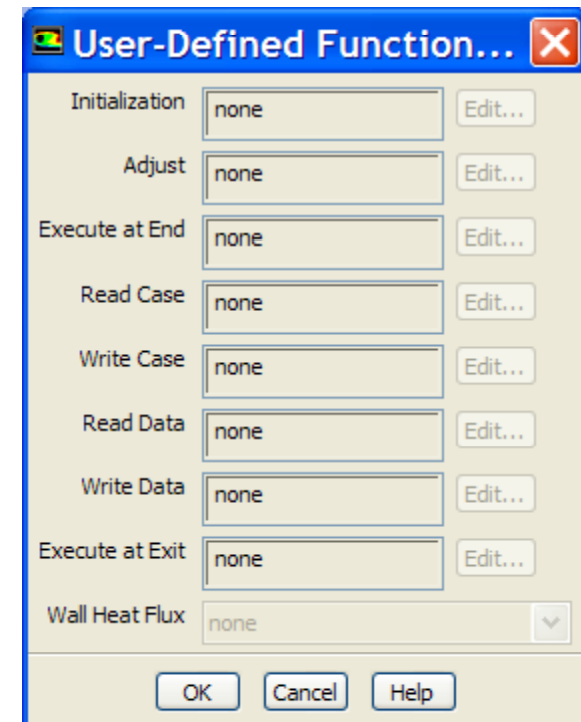 User-Defined Function...
Initialization none Edit...
Adjust none Edit...
Execute at End none Edit...
Read Case none Edit...
Write Case none Edit...
Read Data none Edit...
Write Data none Edit...
Execute at Exit none Edit...
Wall Heat Flux none
OK Cancel Help